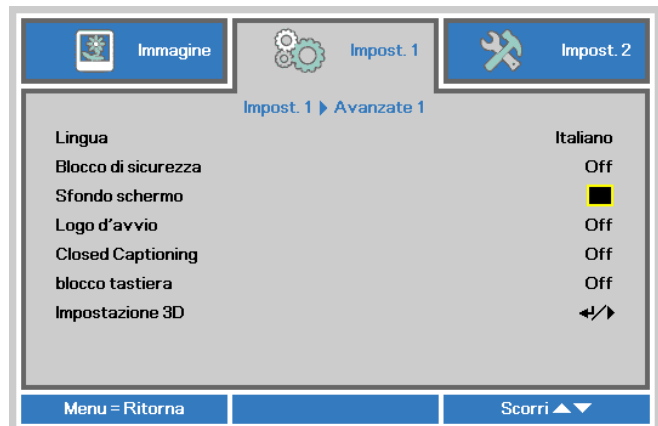 Immagine
Impost. 1
Impost. 2
Impost. 1 ▶ Avanzate 1
Lingua Italiano
Blocco di sicurezza Off
Sfondo schermo
Logo d'avvio Off
Closed Captioning Off
blocco tastiera Off
Impostazione 3D ↵/▶
Menu = Ritorna Scorri ▲▼